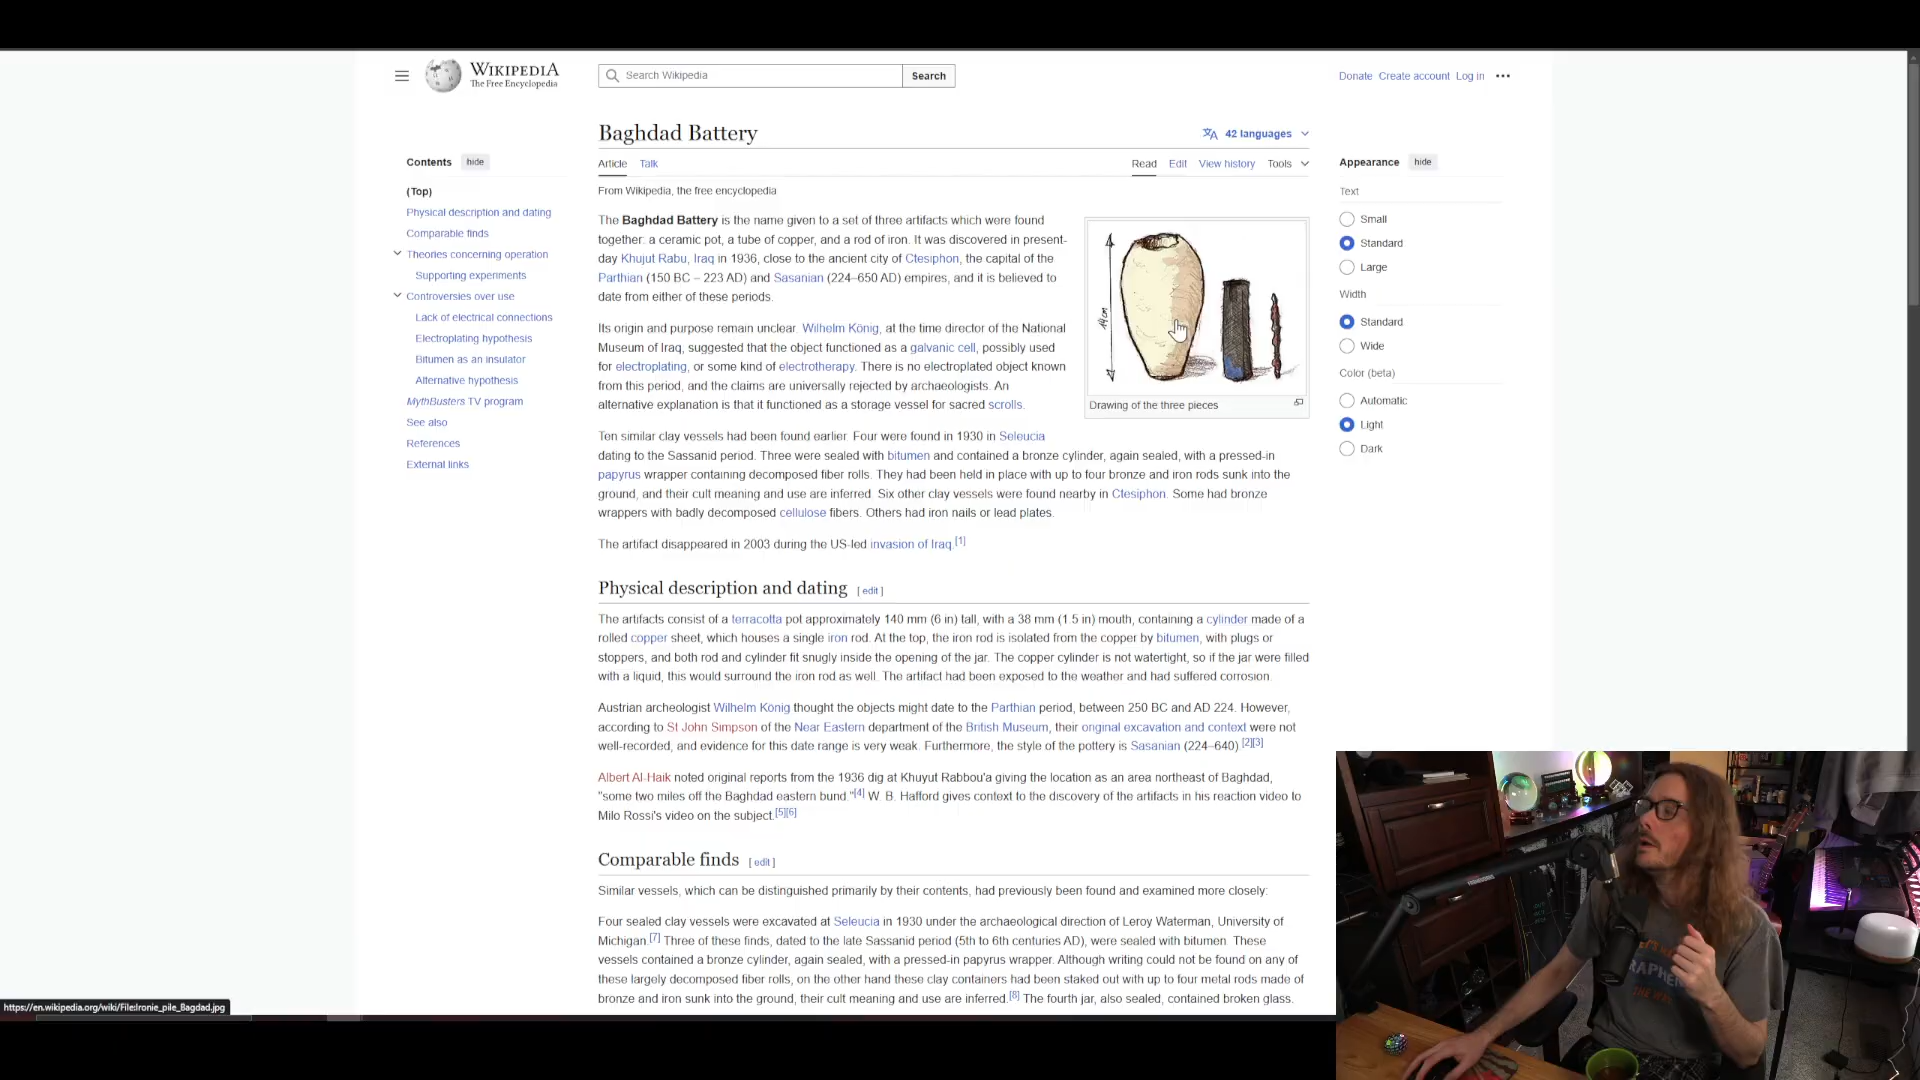 WIKIPEDIA
The Free Encyclopedia
Search Wikipedia
Search
Donate Create account Log in
Baghdad Battery
42 languages
Article Talk
Read Edit View history Tools
From Wikipedia, the free encyclopedia
Contents hide
(Top)
Physical description and dating
Comparable finds
Theories concerning operation
Supporting experiments
Controversies over use
Lack of electrical connections
Electroplating hypothesis
Bitumen as an insulator
Alternative hypothesis
MythBusters TV program
See also
References
External links
The Baghdad Battery is the name given to a set of three artifacts which were found
together: a ceramic pot, a tube of copper, and a rod of iron. It was discovered in present-
day Khujut Rabu, Iraq in 1936, close to the ancient city of Ctesiphon, the capital of the
Parthian (150 BC – 223 AD) and Sasanian (224–650 AD) empires, and it is believed to
date from either of these periods.
Its origin and purpose remain unclear. Wilhelm König, at the time director of the National
Museum of Iraq, suggested that the object functioned as a galvanic cell, possibly used
for electroplating, or some kind of electrotherapy. There is no electroplated object known
from this period, and the claims are universally rejected by archaeologists. An
alternative explanation is that it functioned as a storage vessel for sacred scrolls.
14cm
Drawing of the three pieces
Ten similar clay vessels had been found earlier. Four were found in 1930 in Seleucia
dating to the Sassanid period. Three were sealed with bitumen and contained a bronze cylinder, again sealed, with a pressed-in
papyrus wrapper containing decomposed fiber rolls. They had been held in place with up to four bronze and iron rods sunk into the
ground, and their cult meaning and use are inferred. Six other clay vessels were found nearby in Ctesiphon. Some had bronze
wrappers with badly decomposed cellulose fibers. Others had iron nails or lead plates.
The artifact disappeared in 2003 during the US-led invasion of Iraq.[1]
Physical description and dating [ edit ]
The artifacts consist of a terracotta pot approximately 140 mm (6 in) tall, with a 38 mm (1.5 in) mouth, containing a cylinder made of a
rolled copper sheet, which houses a single iron rod. At the top, the iron rod is isolated from the copper by bitumen, with plugs or
stoppers, and both rod and cylinder fit snugly inside the opening of the jar. The copper cylinder is not watertight, so if the jar were filled
with a liquid, this would surround the iron rod as well. The artifact had been exposed to the weather and had suffered corrosion.
Austrian archeologist Wilhelm König thought the objects might date to the Parthian period, between 250 BC and AD 224. However,
according to St John Simpson of the Near Eastern department of the British Museum, their original excavation and context were not
well-recorded, and evidence for this date range is very weak. Furthermore, the style of the pottery is Sasanian (224–640).[2][3]
Albert Al-Haik noted original reports from the 1936 dig at Khuyut Rabbou'a giving the location as an area northeast of Baghdad,
"some two miles off the Baghdad eastern bund."[4] W. B. Hafford gives context to the discovery of the artifacts in his reaction video to
Milo Rossi's video on the subject.[5][6]
Comparable finds [ edit ]
Similar vessels, which can be distinguished primarily by their contents, had previously been found and examined more closely:
Four sealed clay vessels were excavated at Seleucia in 1930 under the archaeological direction of Leroy Waterman, University of
Michigan.[7] Three of these finds, dated to the late Sassanid period (5th to 6th centuries AD), were sealed with bitumen. These
vessels contained a bronze cylinder, again sealed, with a pressed-in papyrus wrapper. Although writing could not be found on any of
these largely decomposed fiber rolls, on the other hand these clay containers had been staked out with up to four metal rods made of
bronze and iron sunk into the ground, their cult meaning and use are inferred.[8] The fourth jar, also sealed, contained broken glass.
Appearance hide
Text
Small
Standard
Large
Width
Standard
Wide
Color (beta)
Automatic
Light
Dark
https://en.wikipedia.org/wiki/File:Ironie_pile_Bagdad.jpg